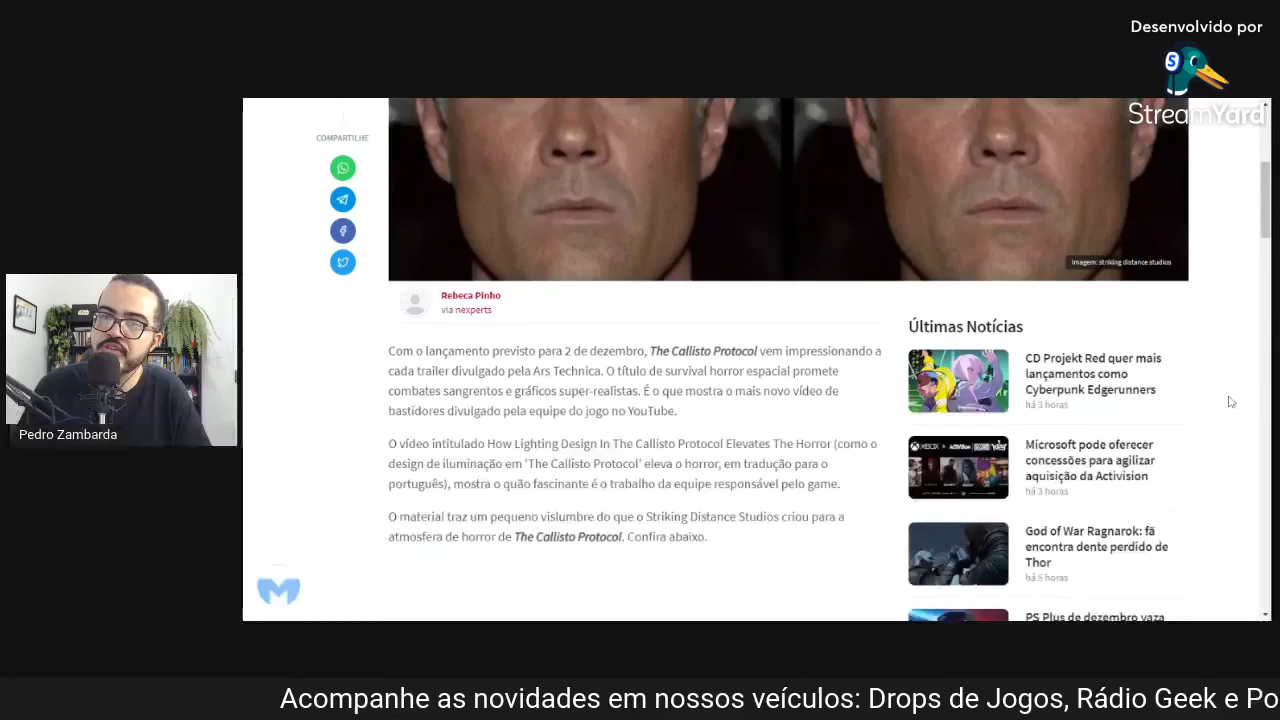 Desenvolvido por
StreamYard
COMPARTILHE
Imagem: striking distance studios
Rebeca Pinho
via nexperts
Com o lançamento previsto para 2 de dezembro, The Callisto Protocol vem impressionando a
cada trailer divulgado pela Ars Technica. O título de survival horror espacial promete
combates sangrentos e gráficos super-realistas. É o que mostra o mais novo vídeo de
bastidores divulgado pela equipe do jogo no YouTube.
O vídeo intitulado How Lighting Design In The Callisto Protocol Elevates The Horror (como o
design de iluminação em 'The Callisto Protocol' eleva o horror, em tradução para o
português), mostra o quão fascinante é o trabalho da equipe responsável pelo game.
O material traz um pequeno vislumbre do que o Striking Distance Studios criou para a
atmosfera de horror de The Callisto Protocol. Confira abaixo.
Últimas Notícias
CD Projekt Red quer mais
lançamentos como
Cyberpunk Edgerunners
há 3 horas
XBOX
Microsoft pode oferecer
concessões para agilizar
aquisição da Activision
há 3 horas
God of War Ragnarok: fã
encontra dente perdido de
Thor
há 5 horas
PS Plus de dezembro vaza
Pedro Zambarda
Acompanhe as novidades em nossos veículos: Drops de Jogos, Rádio Geek e Po